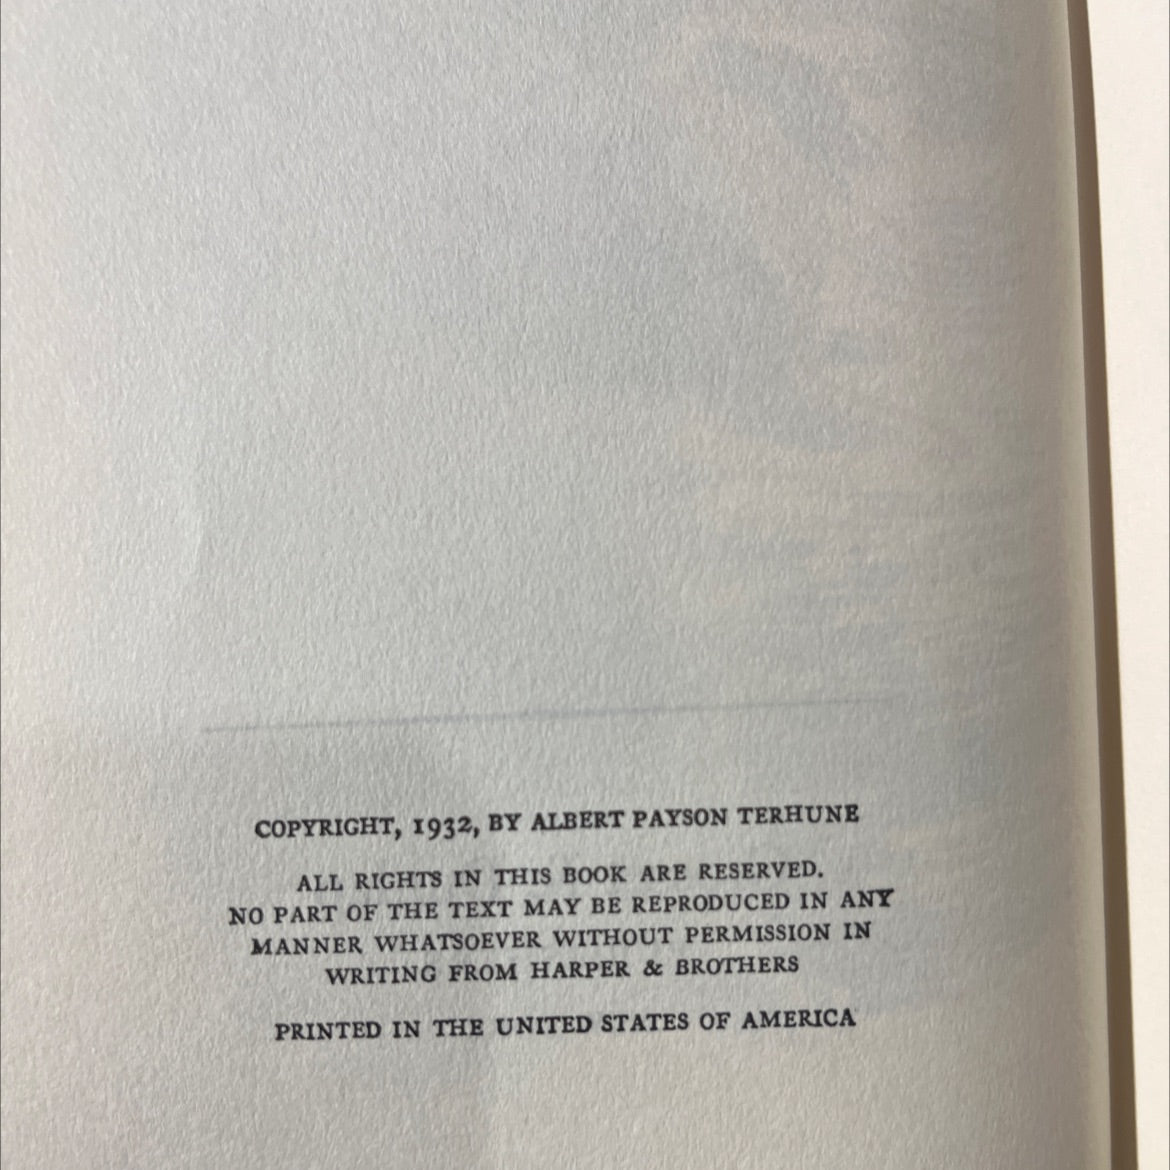 COPYRIGHT, 1932, BY ALBERT PAYSON TERHUNE
ALL RIGHTS IN THIS BOOK ARE RESERVED.
NO PART OF THE TEXT MAY BE REPRODUCED IN ANY
MANNER WHATSOEVER WITHOUT PERMISSION IN
WRITING FROM HARPER & BROTHERS
PRINTED IN THE UNITED STATES OF AMERICA